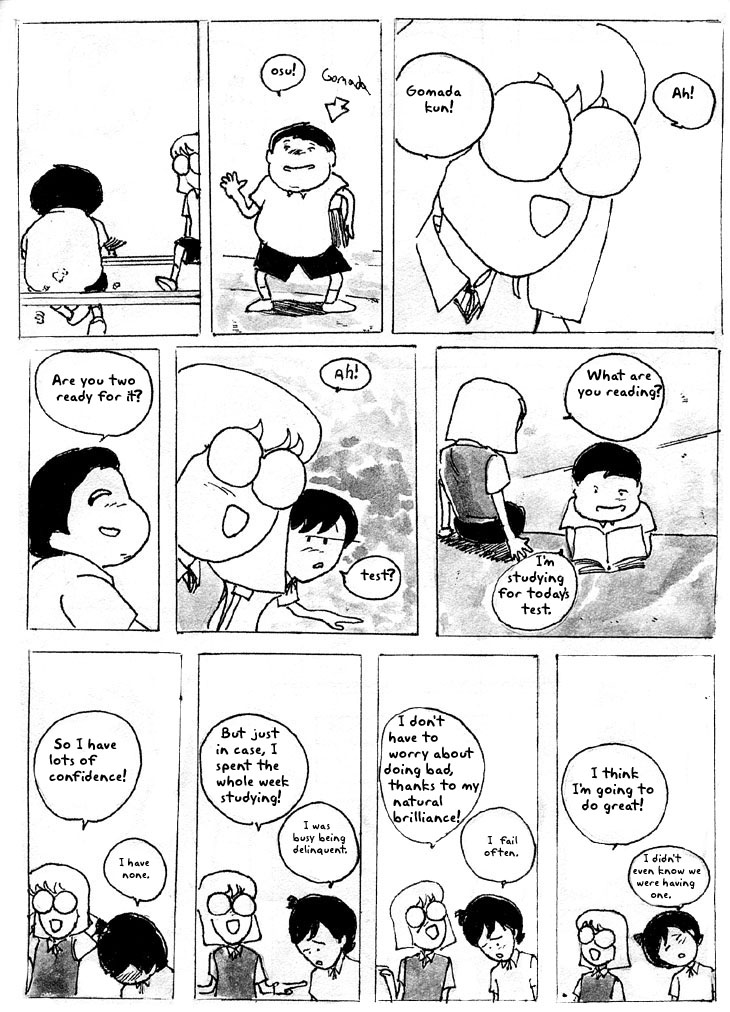 Ah!
Gomada
kun!
osu!
Gomada
What are
you reading?
I'm
studying
for today's
test.
Ah!
test?
Are you two
ready for it?
I think
I'm going to
do great!
I didn't
even know we
were having
one.
I don't
have to
worry about
doing bad,
thanks to my
natural
brilliance!
I fail
often.
But just
in case, I
spent the
whole week
studying!
I was
busy being
delinquent.
So I have
lots of
confidence!
I have
none.